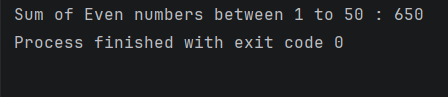 Sum of Even numbers between 1 to 50 : 650
Process finished with exit code 0